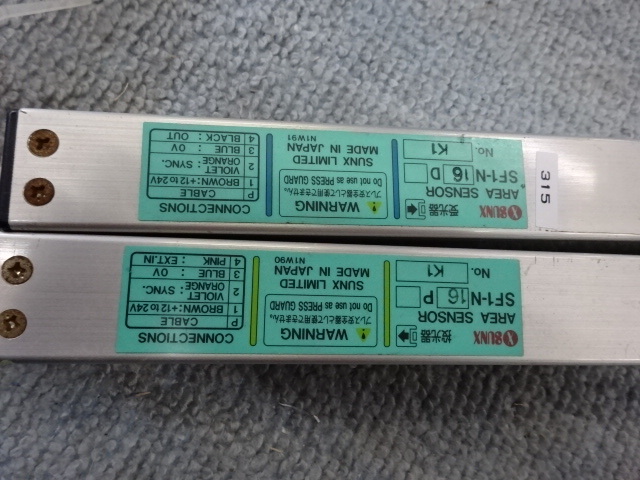 315
SUNX
受光器
AREA SENSOR
SF1-N 16 D
No. K1
WARNING
プレス安全器として使用できません。
Do not use as PRESS GUARD
SUNX LIMITED
MADE IN JAPAN
N1W91
CONNECTIONS
P CABLE
1 BROWN:+12 to 24V
2 ORANGE VIOLET : SYNC.
3 BLUE : 0V
4 BLACK : OUT
SUNX
投光器
AREA SENSOR
SF1-N 16 P
No. K1
WARNING
プレス安全器として使用できません。
Do not use as PRESS GUARD
SUNX LIMITED
MADE IN JAPAN
N1W90
CONNECTIONS
P CABLE
1 BROWN:+12 to 24V
2 ORANGE VIOLET : SYNC.
3 BLUE : 0V
4 PINK : EXT.IN